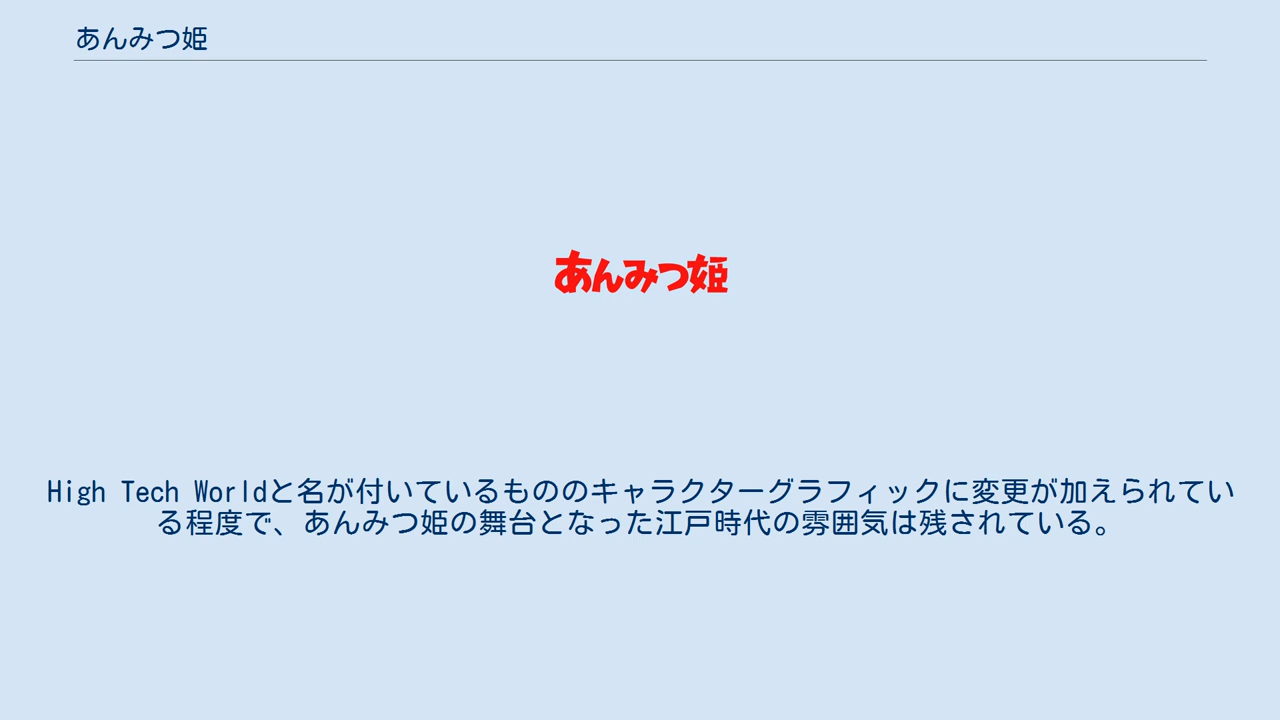 あんみつ姫
あんみつ姫
High Tech Worldと名が付いているもののキャラクターグラフィックに変更が加えられてい
る程度で、あんみつ姫の舞台となった江戸時代の雰囲気は残されている。